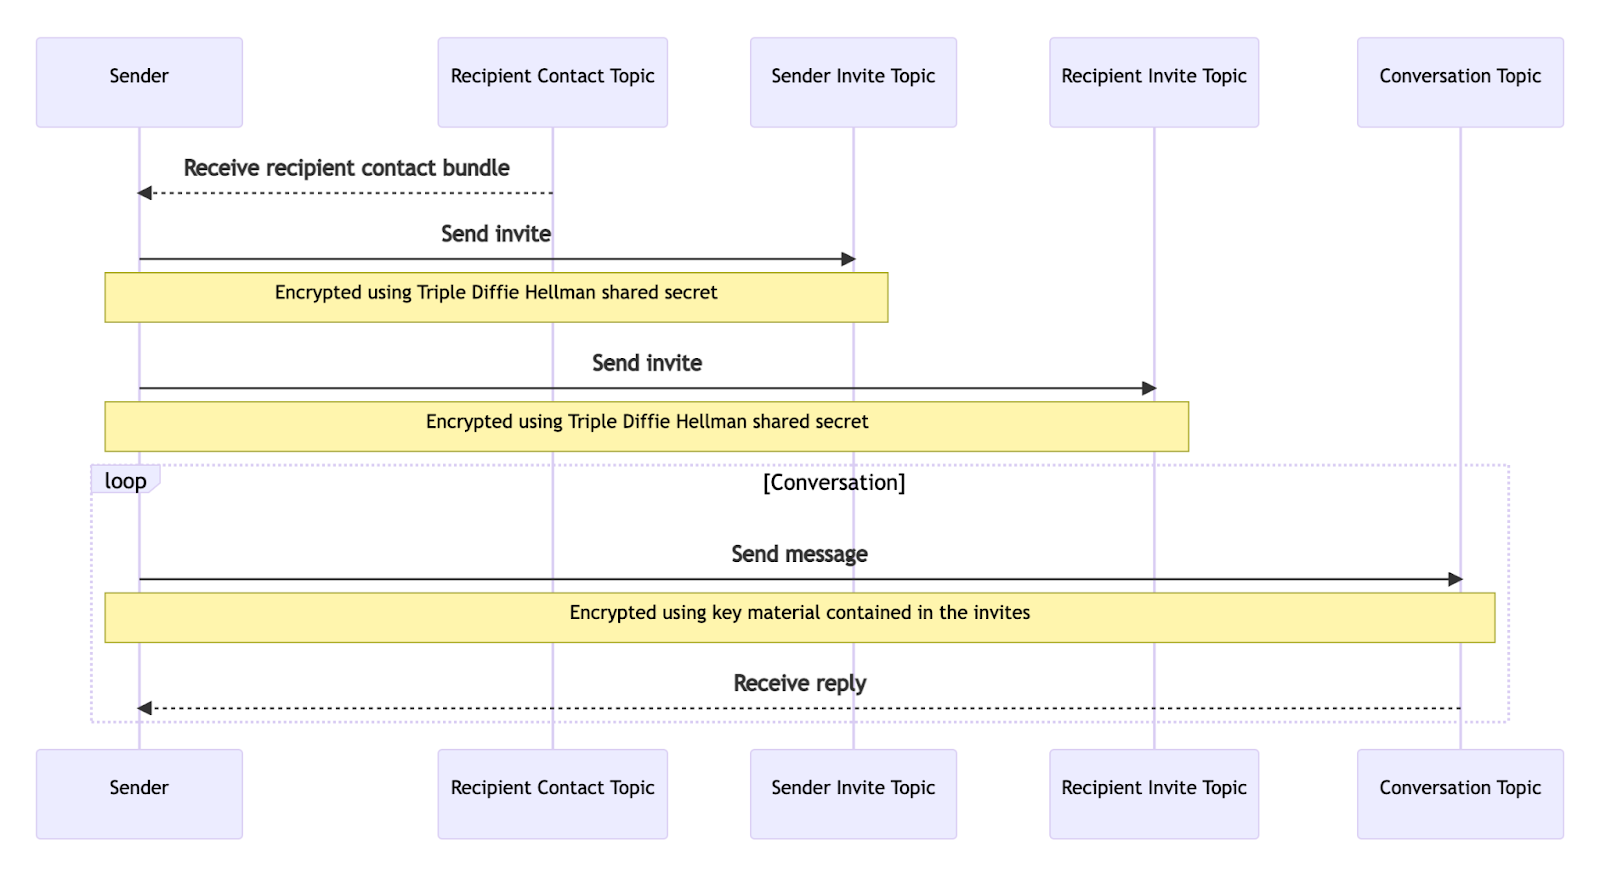 Sender
Recipient Contact Topic
Sender Invite Topic
Recipient Invite Topic
Conversation Topic
Receive recipient contact bundle
Send invite
Encrypted using Triple Diffie Hellman shared secret
Send invite
Encrypted using Triple Diffie Hellman shared secret
loop
[Conversation]
Send message
Encrypted using key material contained in the invites
Receive reply
Sender
Recipient Contact Topic
Sender Invite Topic
Recipient Invite Topic
Conversation Topic